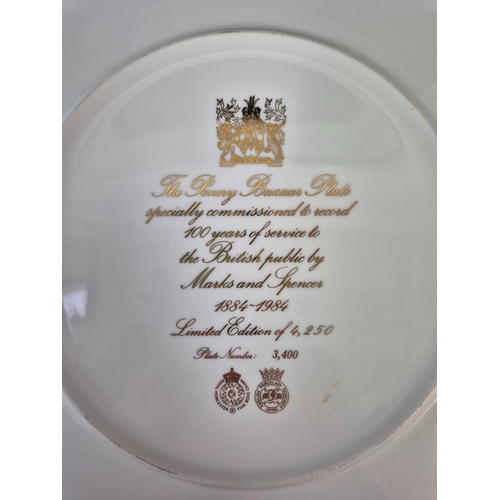 The Penny Bazaar Plate
specially commissioned to record
100 years of service to
the British public by
Marks and Spencer
1884-1984
Limited Edition of 4,250
Plate Number: 3,400